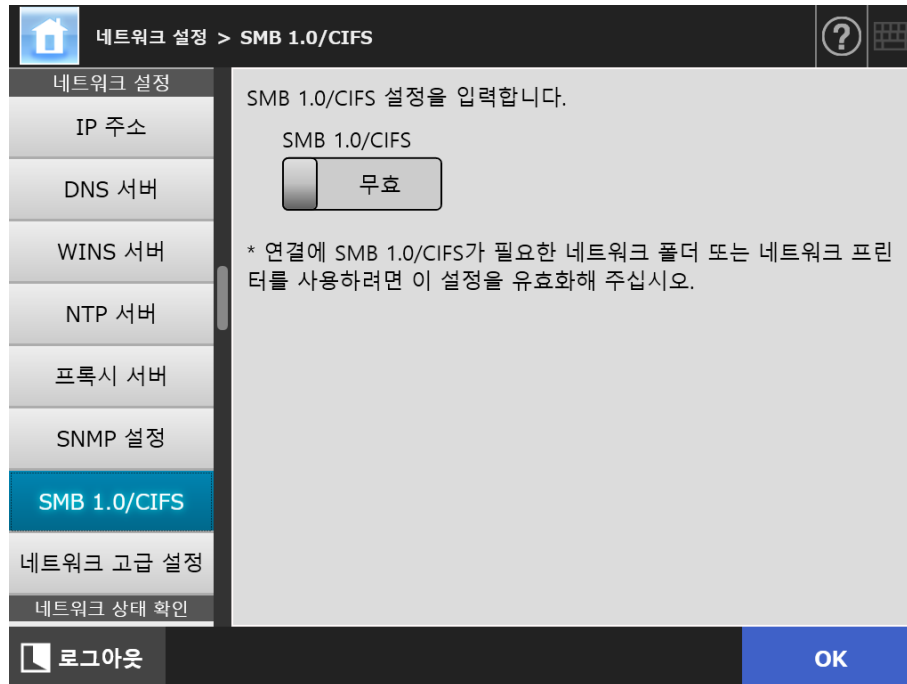 네트워크 설정 > SMB 1.0/CIFS
?
네트워크 설정
IP 주소
DNS 서버
WINS 서버
NTP 서버
프록시 서버
SNMP 설정
SMB 1.0/CIFS
네트워크 고급 설정
네트워크 상태 확인
SMB 1.0/CIFS 설정을 입력합니다.
SMB 1.0/CIFS
무효
* 연결에 SMB 1.0/CIFS가 필요한 네트워크 폴더 또는 네트워크 프린
터를 사용하려면 이 설정을 유효화해 주십시오.
로그아웃
OK